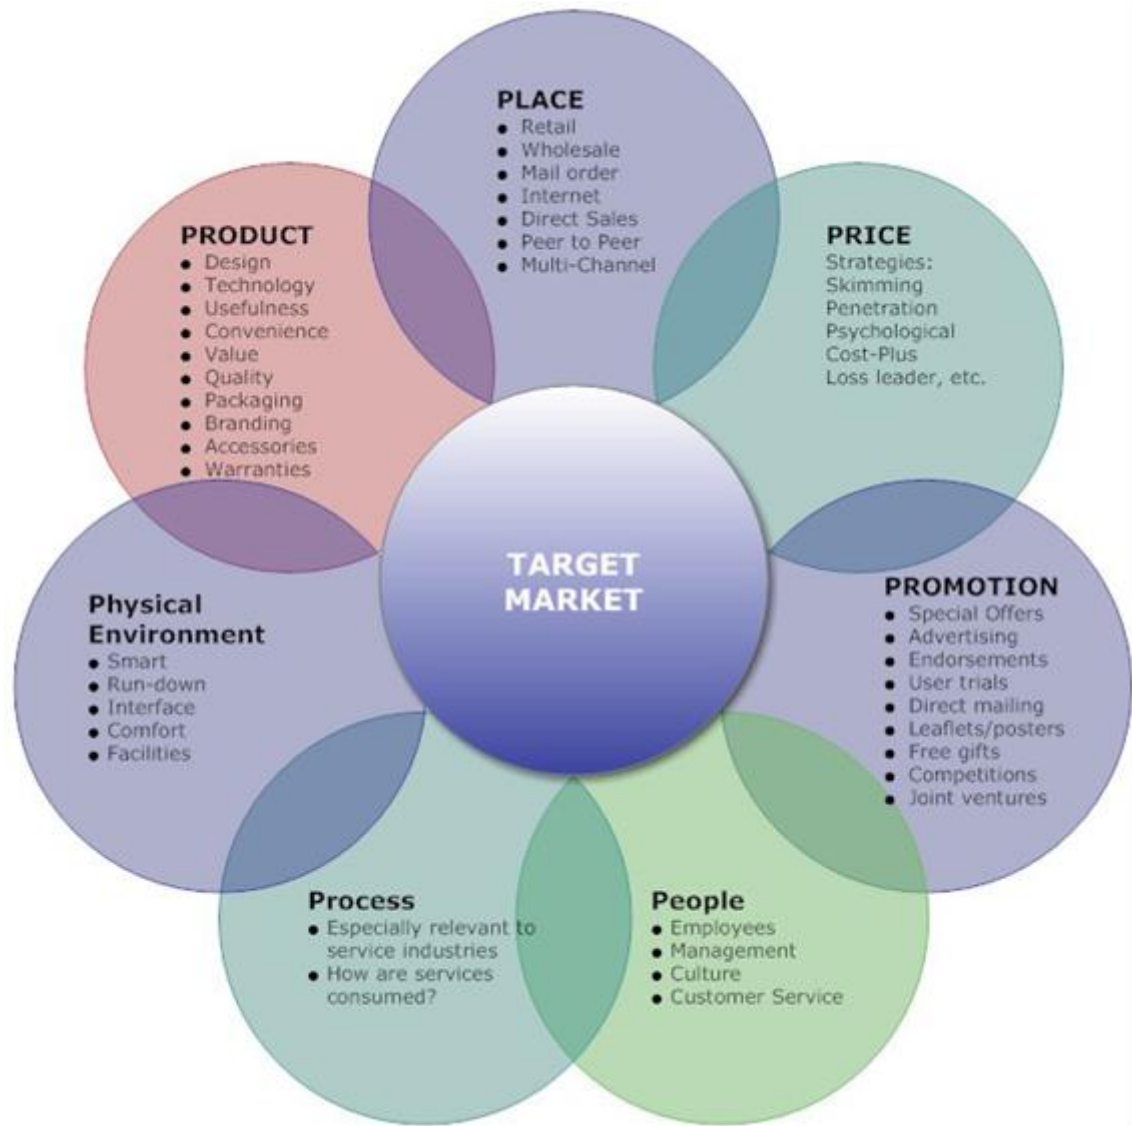 PLACE
● Retail
● Wholesale
● Mail order
● Internet
● Direct Sales
● Peer to Peer
● Multi-Channel
PRODUCT
● Design
● Technology
● Usefulness
● Convenience
● Value
● Quality
● Packaging
● Branding
● Accessories
● Warranties
PRICE
Strategies:
Skimming
Penetration
Psychological
Cost-Plus
Loss leader, etc.
TARGET
MARKET
Physical
Environment
● Smart
● Run-down
● Interface
● Comfort
● Facilities
PROMOTION
● Special Offers
● Advertising
● Endorsements
● User trials
● Direct mailing
● Leaflets/posters
● Free gifts
● Competitions
● Joint ventures
Process
● Especially relevant to
service industries
● How are services
consumed?
People
● Employees
● Management
● Culture
● Customer Service